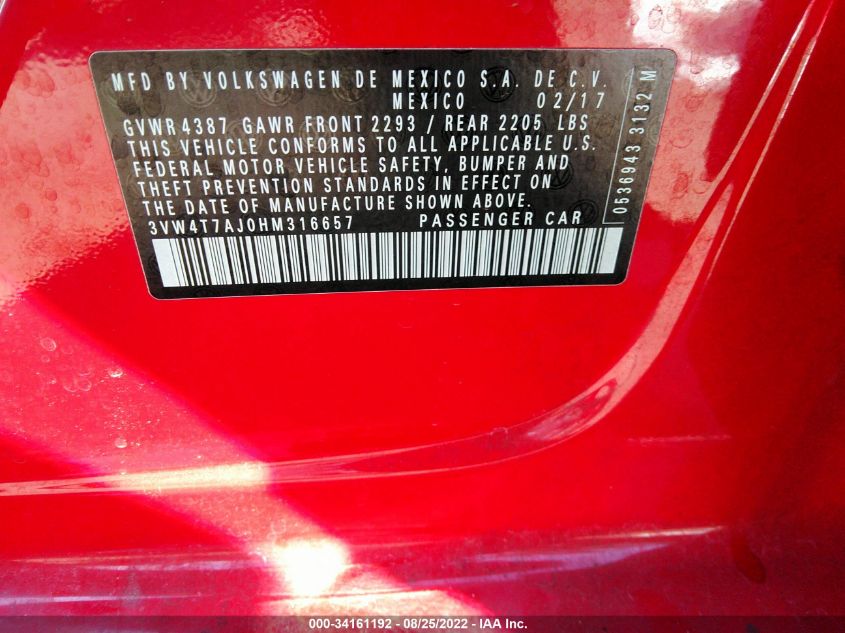 MFD BY VOLKSWAGEN DE MEXICO S.A. DE C.V.
MEXICO 02/17
GVWR 4387 GAWR FRONT 2293 / REAR 2205 LBS
THIS VEHICLE CONFORMS TO ALL APPLICABLE U.S.
FEDERAL MOTOR VEHICLE SAFETY, BUMPER AND
THEFT PREVENTION STANDARDS IN EFFECT ON
THE DATE OF MANUFACTURE SHOWN ABOVE.
3VW4T7AJ0HM316657 PASSENGER CAR
0536943 3132 M
000-34161192 - 08/25/2022 - IAA Inc.